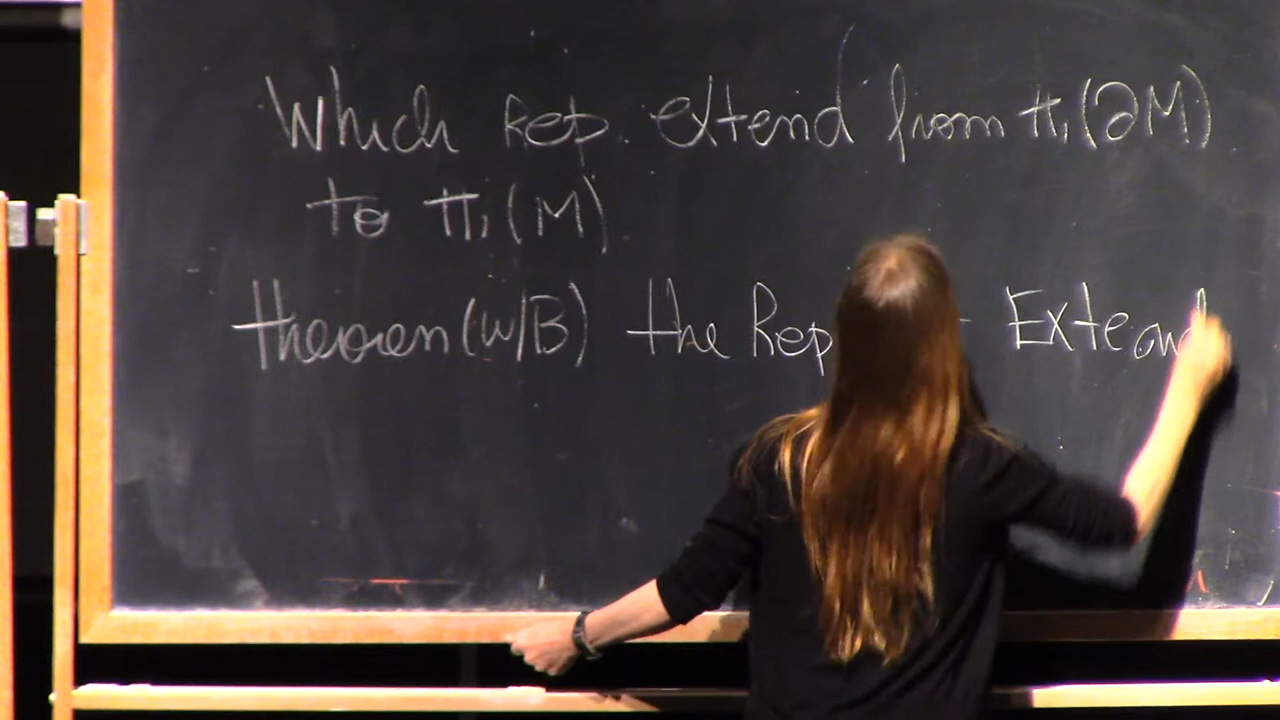 Which Rep. extend from π₁(∂M)
to π₁(M)
theorem(w/B) the Rep Extend